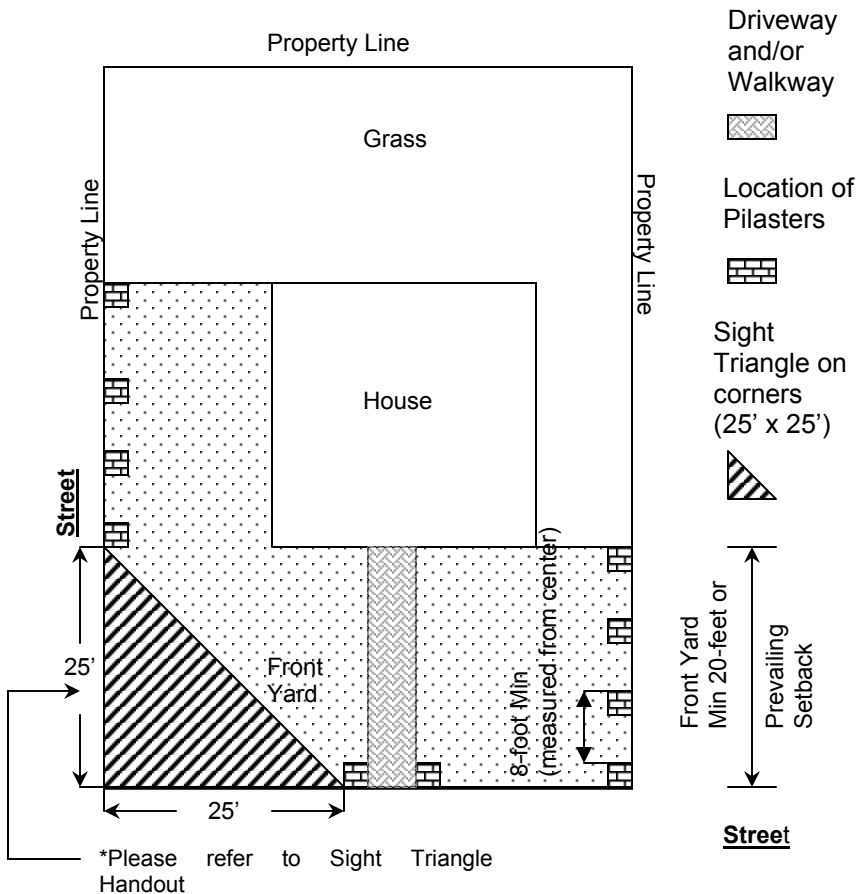 Property Line
Grass
Property Line
Property Line
House
Street
25’
Front
Yard
8-foot Min
(measured from center)
25’
*Please refer to Sight Triangle
Handout
Driveway
and/or
Walkway
Location of
Pilasters
Sight
Triangle on
corners
(25’ x 25’)
Front Yard
Min 20-feet or
Prevailing
Setback
Street